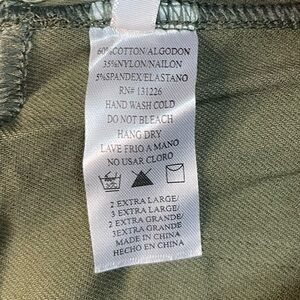 60%COTTON/ALGODON
35%NYLON/NAILON
5%SPANDEX/ELASTANO
RN# 131226
HAND WASH COLD
DO NOT BLEACH
HANG DRY
LAVE FRIO A MANO
NO USAR CLORO
2 EXTRA LARGE/
3 EXTRA LARGE/
2 EXTRA GRANDE/
3EXTRA GRANDE
MADE IN CHINA
HECHO EN CHINA